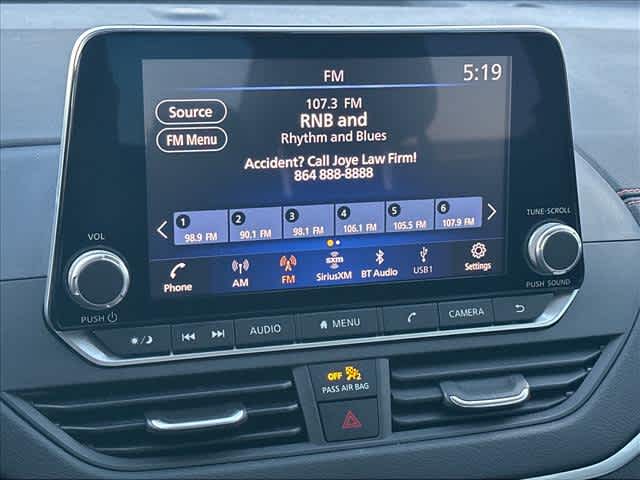 FM
5:19
107.3 FM
Source
RNB and
FM Menu
Rhythm and Blues
Accident? Call Joye Law Firm!
864 888-8888
1 2 3 4 5 6
98.9 FM 90.1 FM 98.1 FM 106.1 FM 105.5 FM 107.9 FM
Phone AM FM sxm SiriusXM BT Audio USB1 Settings
VOL
PUSH
TUNE·SCROLL
PUSH SOUND
AUDIO MENU CAMERA
OFF 2
PASS AIR BAG